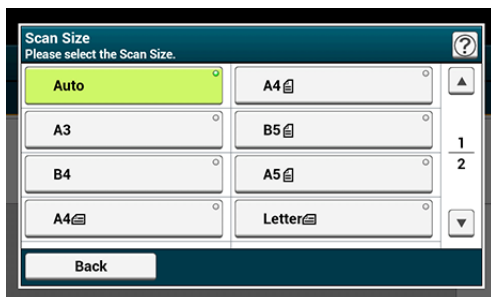 Scan Size
Please select the Scan Size.
?
Auto
A4
A3
B5
1
B4
A5
2
A4
Letter
Back